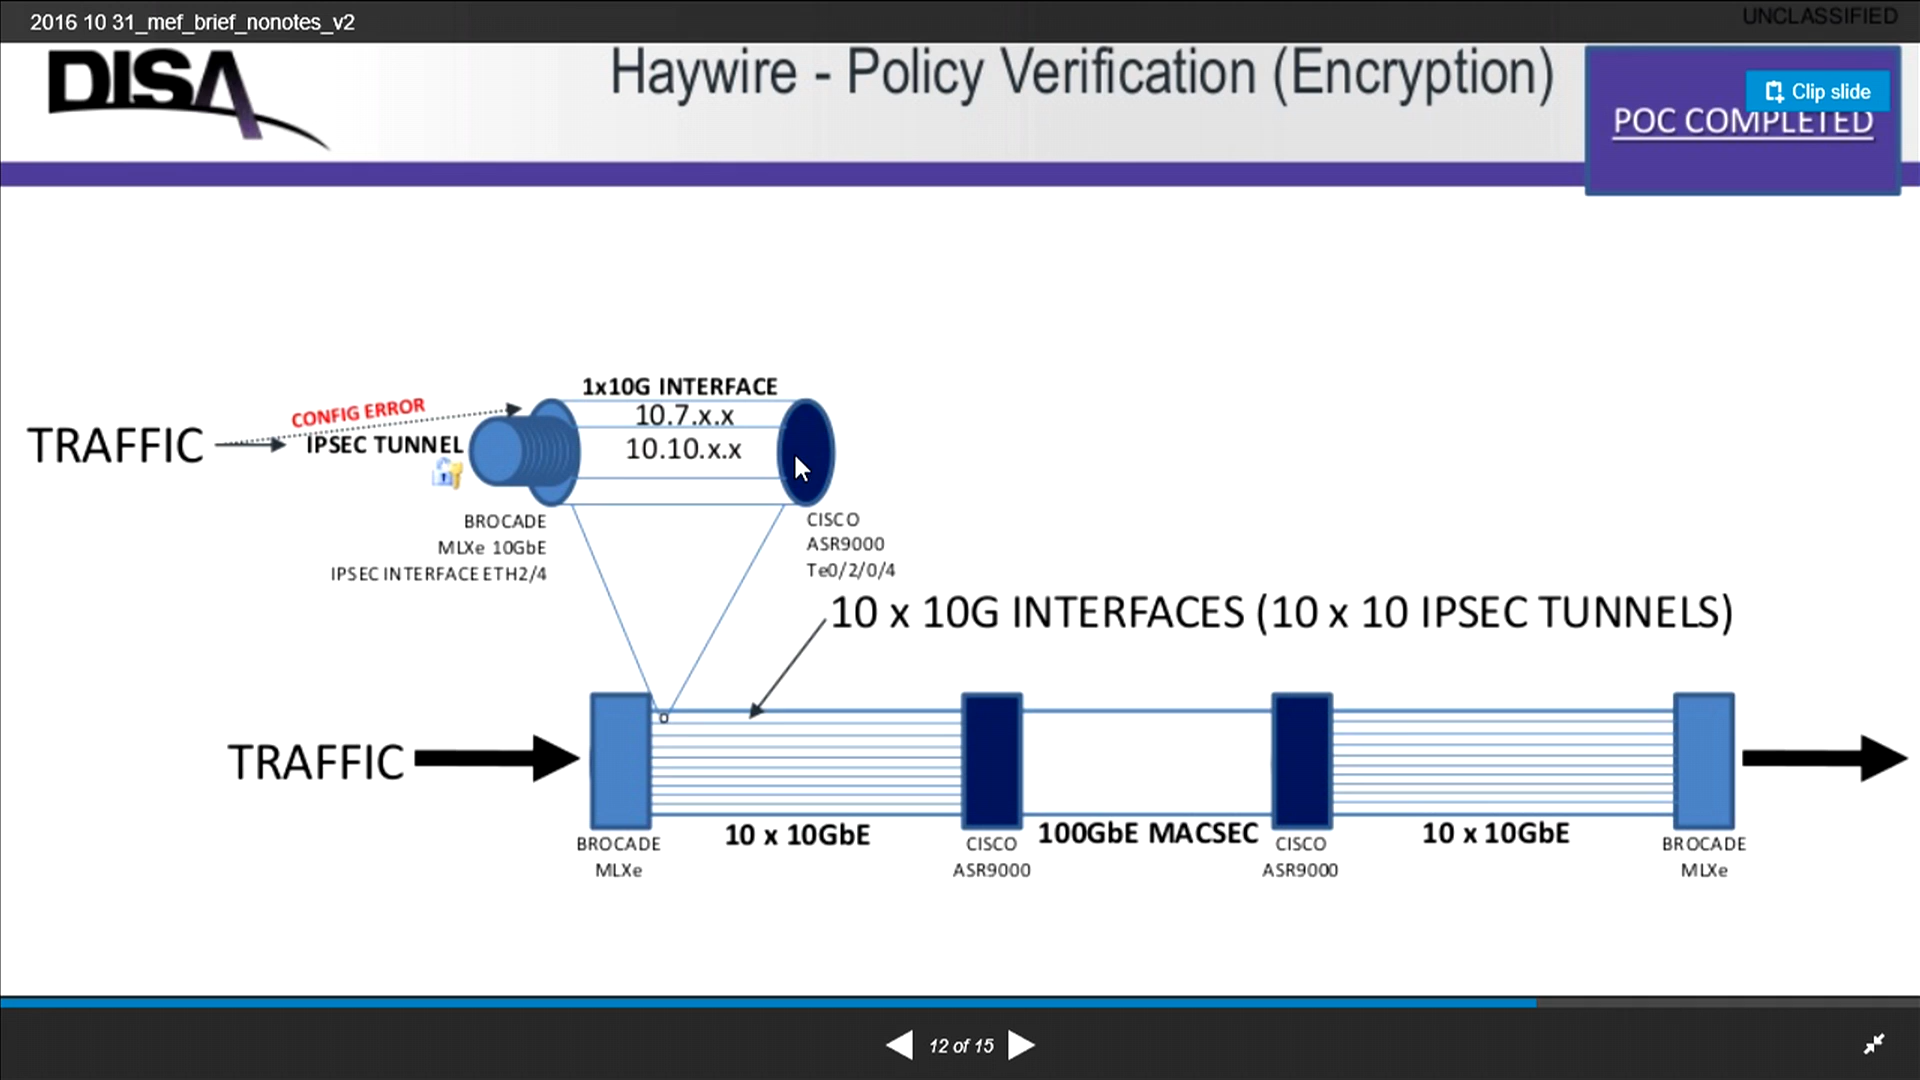 2016 10 31_mef_brief_nonotes_v2
UNCLASSIFIED
DISA
Haywire - Policy Verification (Encryption)
Clip slide
POC COMPLETED
1x10G INTERFACE
CONFIG ERROR
10.7.x.x
TRAFFIC
IPSEC TUNNEL
10.10.x.x
BROCADE
MLXe 10GbE
IPSEC INTERFACE ETH2/4
CISCO
ASR9000
Te0/2/0/4
10 x 10G INTERFACES (10 x 10 IPSEC TUNNELS)
TRAFFIC
10 x 10GbE
100GbE MACSEC
10 x 10GbE
BROCADE
MLXe
CISCO
ASR9000
CISCO
ASR9000
BROCADE
MLXe
12 of 15